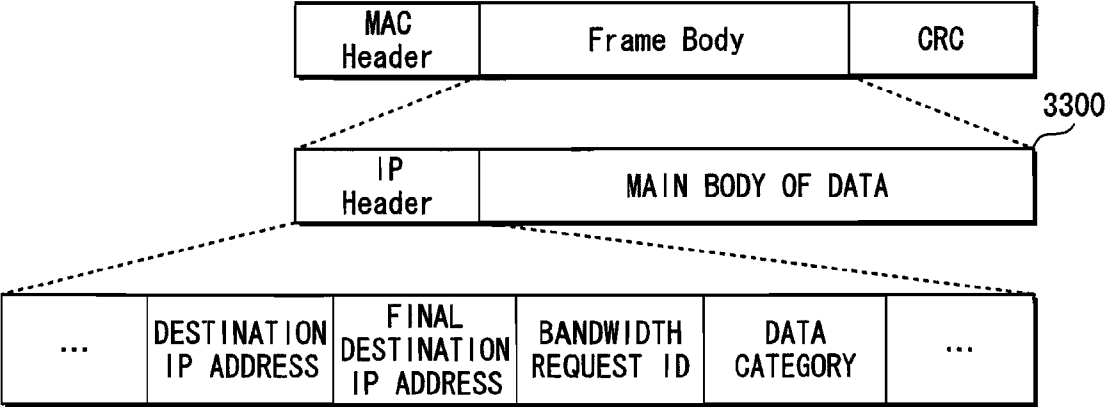 MAC
Header
Frame Body
CRC
3300
IP
Header
MAIN BODY OF DATA
...
DESTINATION
IP ADDRESS
FINAL
DESTINATION
IP ADDRESS
BANDWIDTH
REQUEST ID
DATA
CATEGORY
...